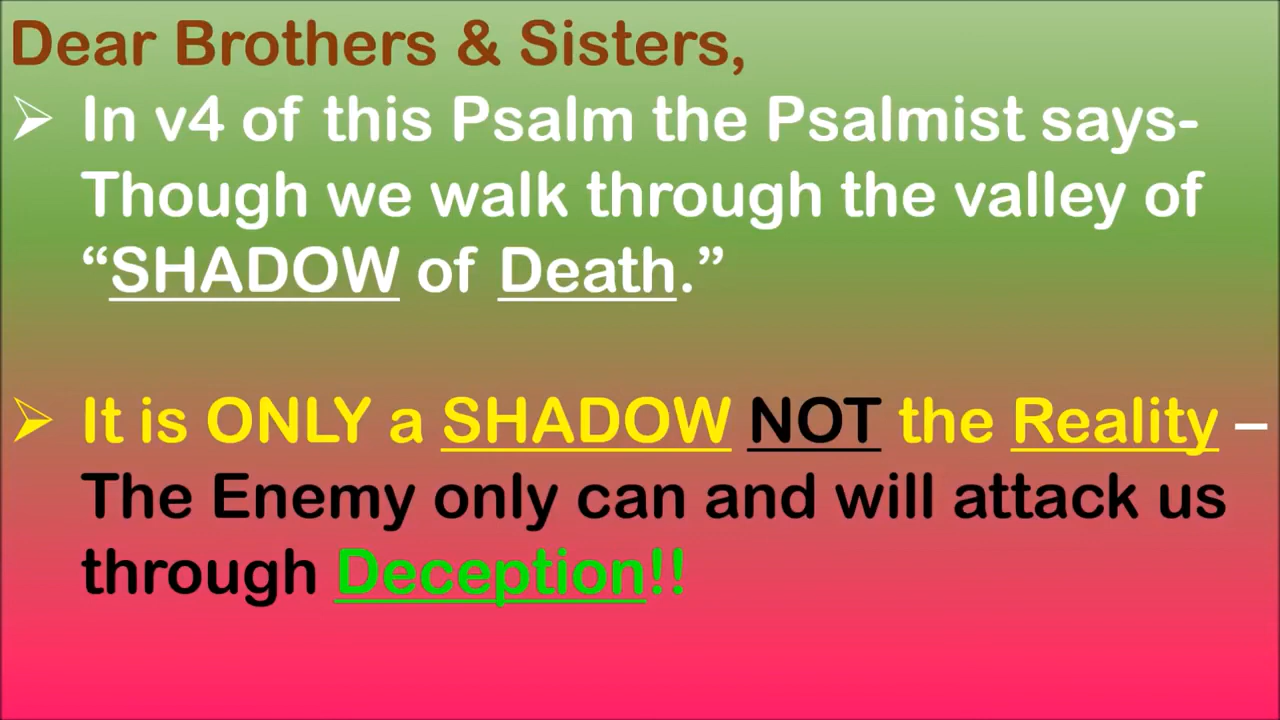 Dear Brothers & Sisters,
➢ In v4 of this Psalm the Psalmist says-
Though we walk through the valley of
“SHADOW of Death.”
➢ It is ONLY a SHADOW NOT the Reality –
The Enemy only can and will attack us
through Deception!!